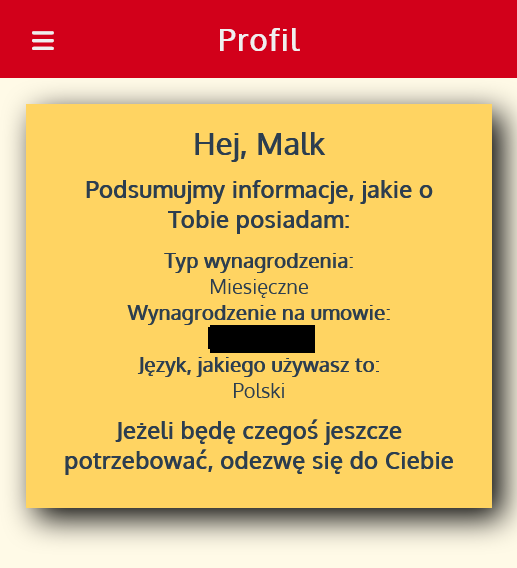 Profil
Hej, Malk
Podsumujmy informacje, jakie o
Tobie posiadam:
Typ wynagrodzenia:
Miesięczne
Wynagrodzenie na umowie:
Język, jakiego używasz to:
Polski
Jeżeli będę czegoś jeszcze
potrzebować, odezwę się do Ciebie